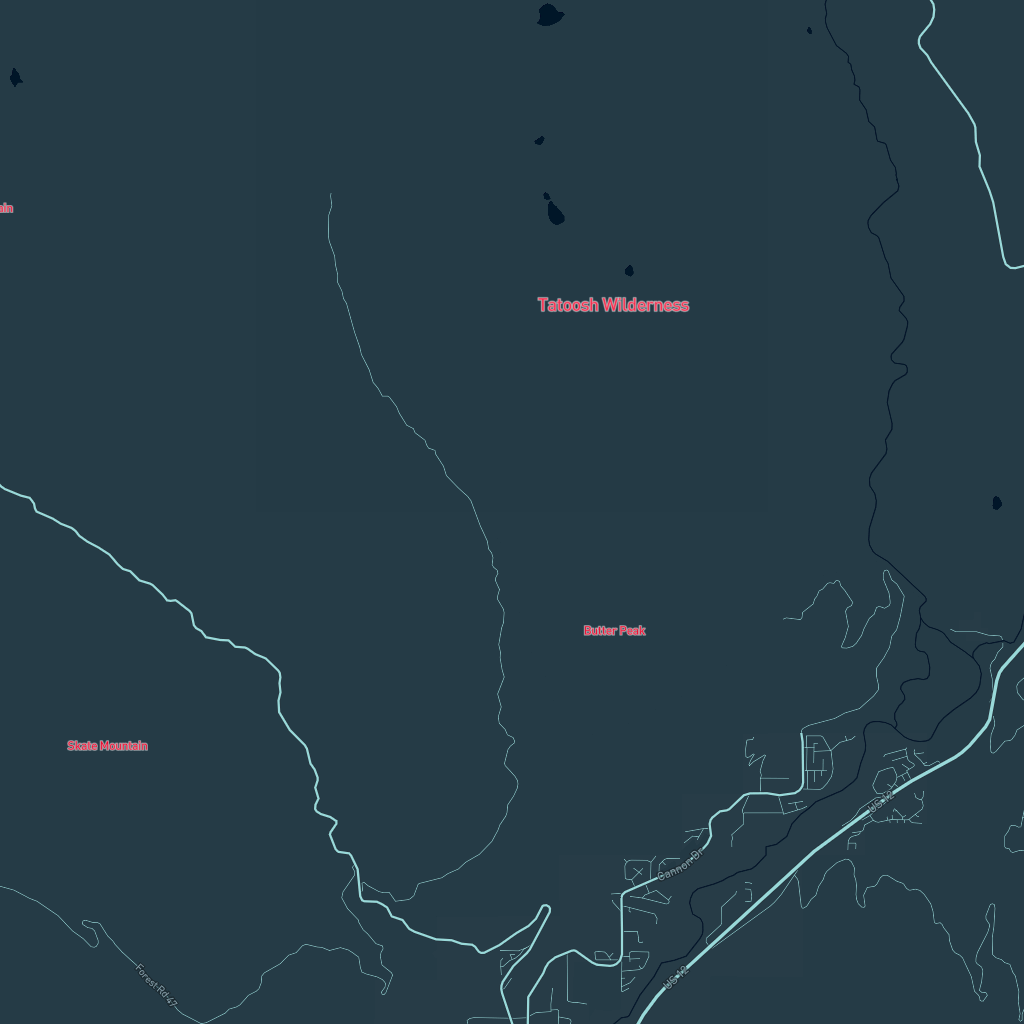 Tatoosh Wilderness
Butter Peak
Skate Mountain
US-12
Cannon Dr
Forest Rd 47
US-12